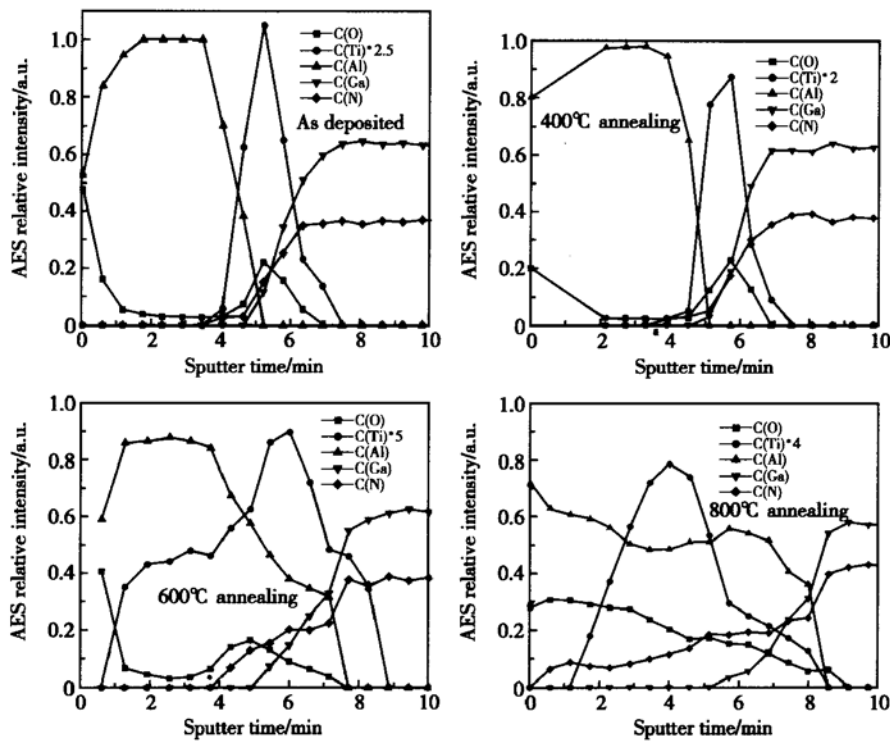 1.0
0.8
0.6
0.4
0.2
0
AES relative intensity/a.u.
C(O)
C(Ti)*2.5
C(Al)
C(Ga)
C(N)
As deposited
0 2 4 6 8 10
Sputter time/min
1.0
0.8
0.6
0.4
0.2
0
AES relative intensity/a.u.
C(O)
C(Ti)*2
C(Al)
C(Ga)
C(N)
400℃ annealing
0 2 4 6 8 10
Sputter time/min
1.0
0.8
0.6
0.4
0.2
0
AES relative intensity/a.u.
C(O)
C(Ti)*5
C(Al)
C(Ga)
C(N)
600℃ annealing
0 2 4 6 8 10
Sputter time/min
1.0
0.8
0.6
0.4
0.2
0
AES relative intensity/a.u.
C(O)
C(Ti)*4
C(Al)
C(Ga)
C(N)
800℃ annealing
0 2 4 6 8 10
Sputter time/min